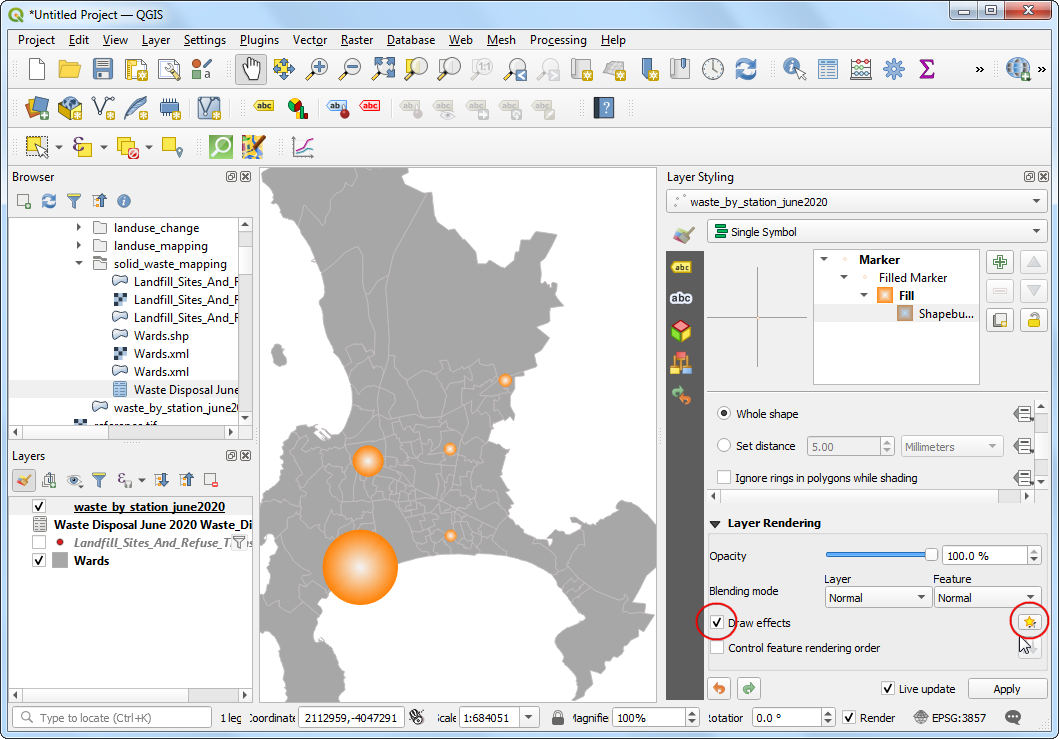 *Untitled Project — QGIS
Project Edit View Layer Settings Plugins Vector Raster Database Web Mesh Processing Help
Browser
landuse_change
landuse_mapping
solid_waste_mapping
Landfill_Sites_And_R
Landfill_Sites_And_R
Landfill_Sites_And_R
Wards.shp
Wards.xml
Wards.xml
Waste Disposal June
waste_by_station_june20
reference.tif
Layers
waste_by_station_june2020
Waste Disposal June 2020 Waste_Di
Landfill_Sites_And_Refuse_T
Wards
Layer Styling
waste_by_station_june2020
Single Symbol
Marker
Filled Marker
Fill
Shapebu...
Whole shape
Set distance 5.00 Millimeters
Ignore rings in polygons while shading
Layer Rendering
Opacity 100.0 %
Layer Feature
Blending mode Normal Normal
Draw effects
Control feature rendering order
Live update Apply
Type to locate (Ctrl+K) 1 leg Coordinate 2112959,-4047291 Scale 1:684051 Magnifie 100% Rotation 0.0 ° Render EPSG:3857